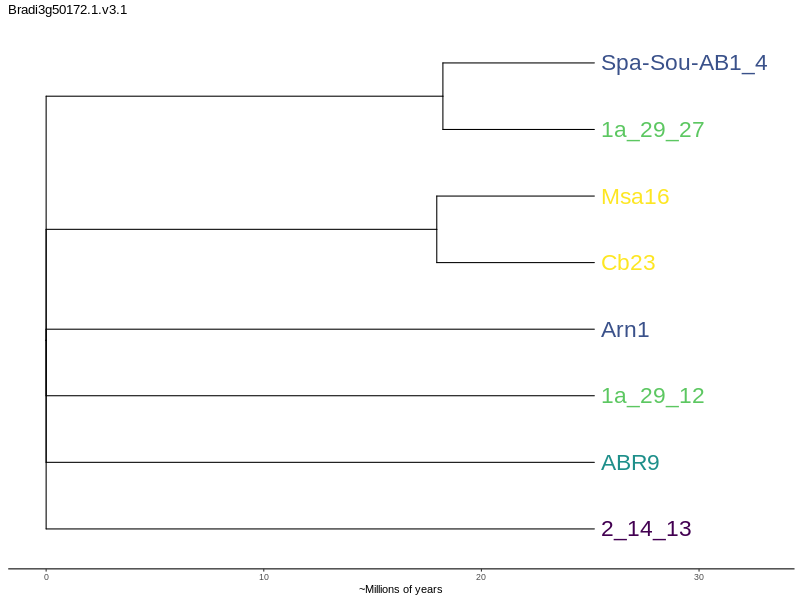 Bradi3g50172.1.v3.1
Spa-Sou-AB1_4
1a_29_27
Msa16
Cb23
Arn1
1a_29_12
ABR9
2_14_13
0 10 20 30
~Millions of years